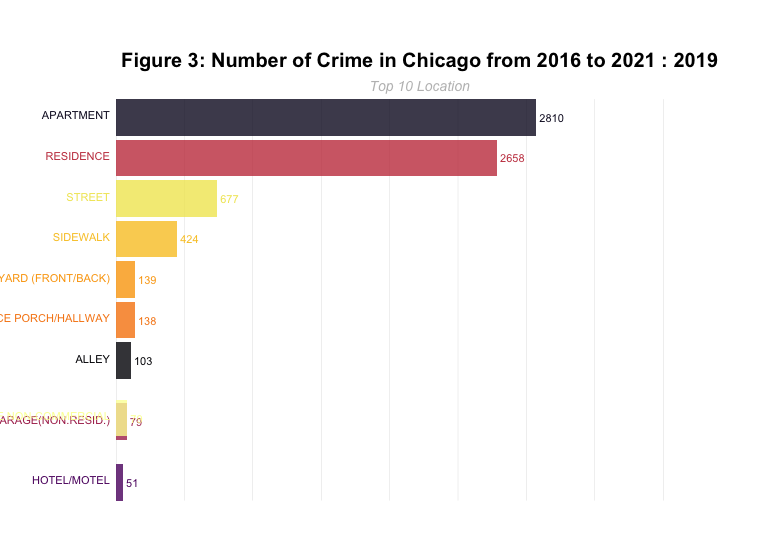 Figure 3: Number of Crime in Chicago from 2016 to 2021 : 2019
Top 10 Location
APARTMENT 2810
RESIDENCE 2658
STREET 677
SIDEWALK 424
YARD (FRONT/BACK) 139
CE PORCH/HALLWAY 138
ALLEY 103
ARAGE(NON.RESID.) 79
HOTEL/MOTEL 51